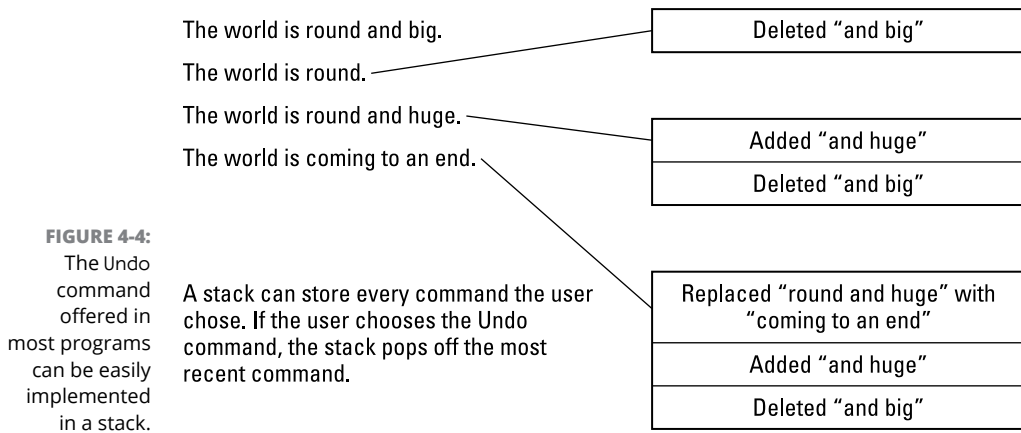 The world is round and big.
The world is round.
The world is round and huge.
The world is coming to an end.
Deleted “and big”
Added “and huge”
Deleted “and big”
Replaced “round and huge” with
“coming to an end”
Added “and huge”
Deleted “and big”
A stack can store every command the user
chose. If the user chooses the Undo
command, the stack pops off the most
recent command.
FIGURE 4-4:
The Undo
command
offered in
most programs
can be easily
implemented
in a stack.